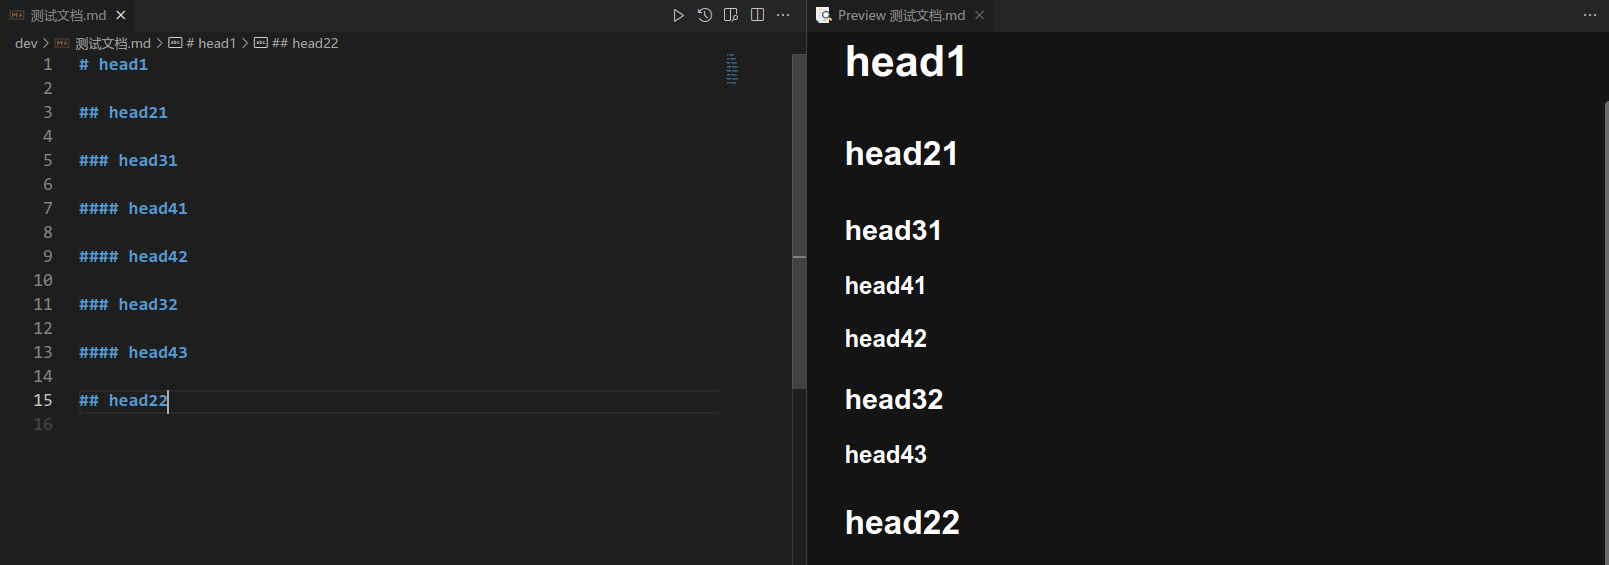 测试文档.md
dev > 测试文档.md > # head1 > ## head22
1 # head1
2
3 ## head21
4
5 ### head31
6
7 #### head41
8
9 #### head42
10
11 ### head32
12
13 #### head43
14
15 ## head22
16
Preview 测试文档.md
head1
head21
head31
head41
head42
head32
head43
head22